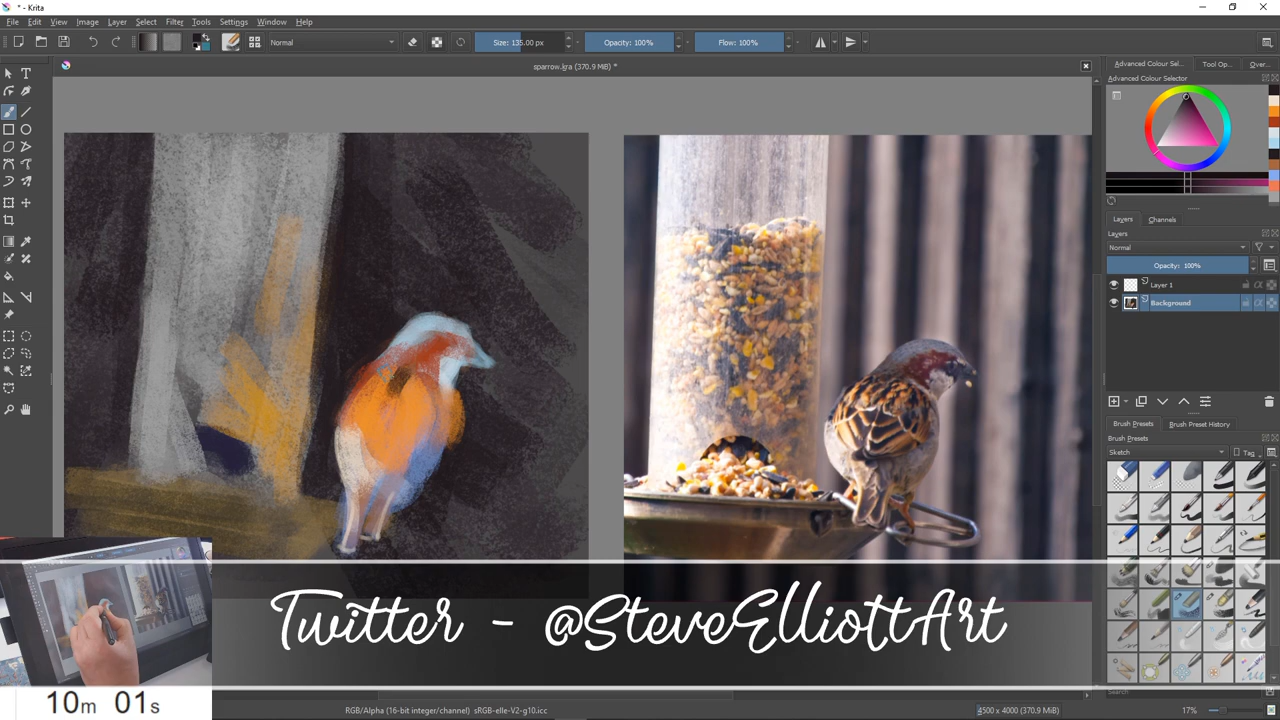 * - Krita
File Edit View Image Layer Select Filter Tools Settings Window Help
Normal Size: 135.00 px Opacity: 100% Flow: 100%
sparrow.kra (370.9 MiB) *
Advanced Colour Sel... Tool Op... Over...
Advanced Colour Selector
Layers Channels
Layers
Normal
Opacity: 100%
Layer 1
Background
Brush Presets Brush Preset History
Brush Presets
Sketch Tag
Search
Twitter - @SteveElliottArt
10m 01s
RGB/Alpha (16-bit integer/channel) sRGB-elle-V2-g10.icc 4500 x 4000 (370.9 MiB) 17%